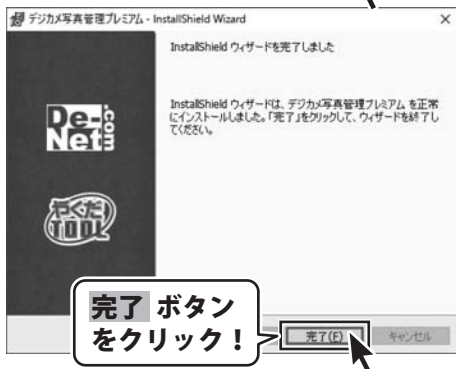 デジカメ写真管理プレミアム - InstallShield Wizard
InstallShield ウィザードを完了しました
InstallShield ウィザードは、デジカメ写真管理プレミアム を正常
にインストールしました。「完了」をクリックして、ウィザードを終了し
てください。
De-
Net
.com
やくだち
TOOL
完了 ボタン
をクリック！
完了(F)
キャンセル